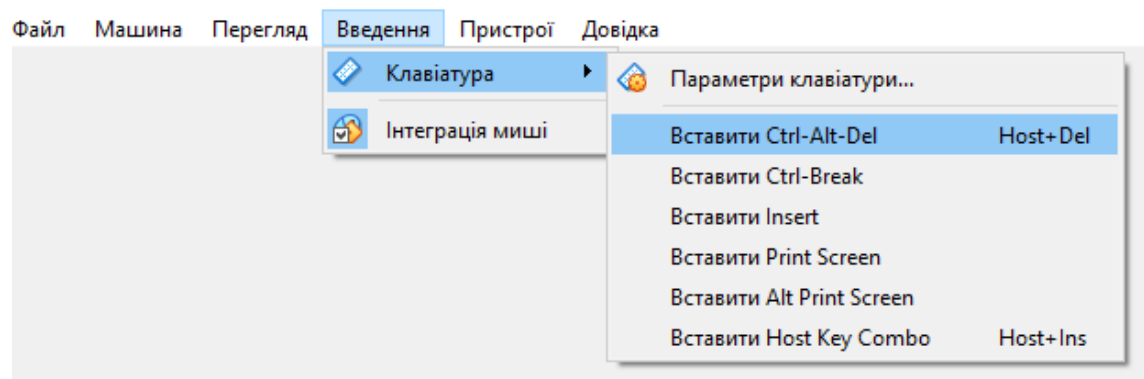 Файл Машина Перегляд Введення Пристрої Довідка
Клавіатура
Інтеграція миші
Параметри клавіатури...
Вставити Ctrl-Alt-Del Host+Del
Вставити Ctrl-Break
Вставити Insert
Вставити Print Screen
Вставити Alt Print Screen
Вставити Host Key Combo Host+Ins